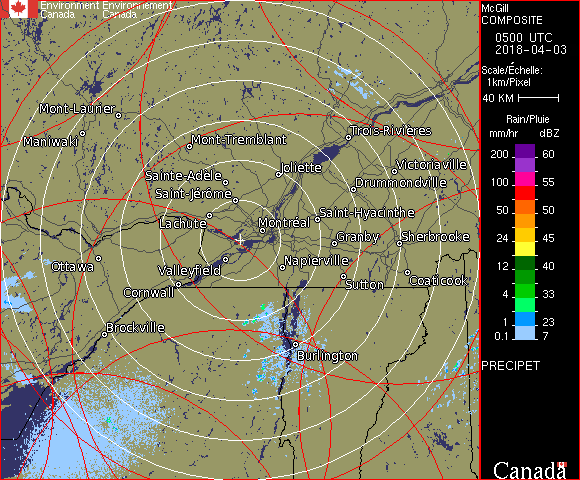 Environment Environnement
Canada Canada
McGill
COMPOSITE
0500 UTC
2018-04-03
Scale/Échelle:
1km/Pixel
40 KM
Rain/Pluie
mm/hr dBZ
200 60
100 55
50 50
24 45
12 40
4 33
1 23
0.1 7
PRECIPET
Canada
Mont-Laurier
Maniwaki
Mont-Tremblant
Trois-Rivières
Sainte-Adèle
Joliette
Victoriaville
Saint-Jérôme
Drummondville
Lachute
Montréal
Saint-Hyacinthe
Granby
Sherbrooke
Ottawa
Valleyfield
Napierville
Cornwall
Sutton
Coaticook
Brockville
Burlington